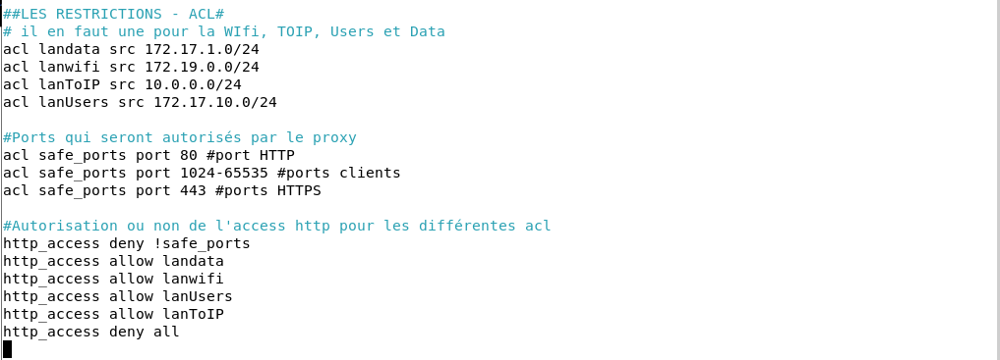 ##LES RESTRICTIONS - ACL#
# il en faut une pour la WIfi, TOIP, Users et Data
acl landata src 172.17.1.0/24
acl lanwifi src 172.19.0.0/24
acl lanToIP src 10.0.0.0/24
acl lanUsers src 172.17.10.0/24
#Ports qui seront autorisés par le proxy
acl safe_ports port 80 #port HTTP
acl safe_ports port 1024-65535 #ports clients
acl safe_ports port 443 #ports HTTPS
#Autorisation ou non de l'access http pour les différentes acl
http_access deny !safe_ports
http_access allow landata
http_access allow lanwifi
http_access allow lanUsers
http_access allow lanToIP
http_access deny all